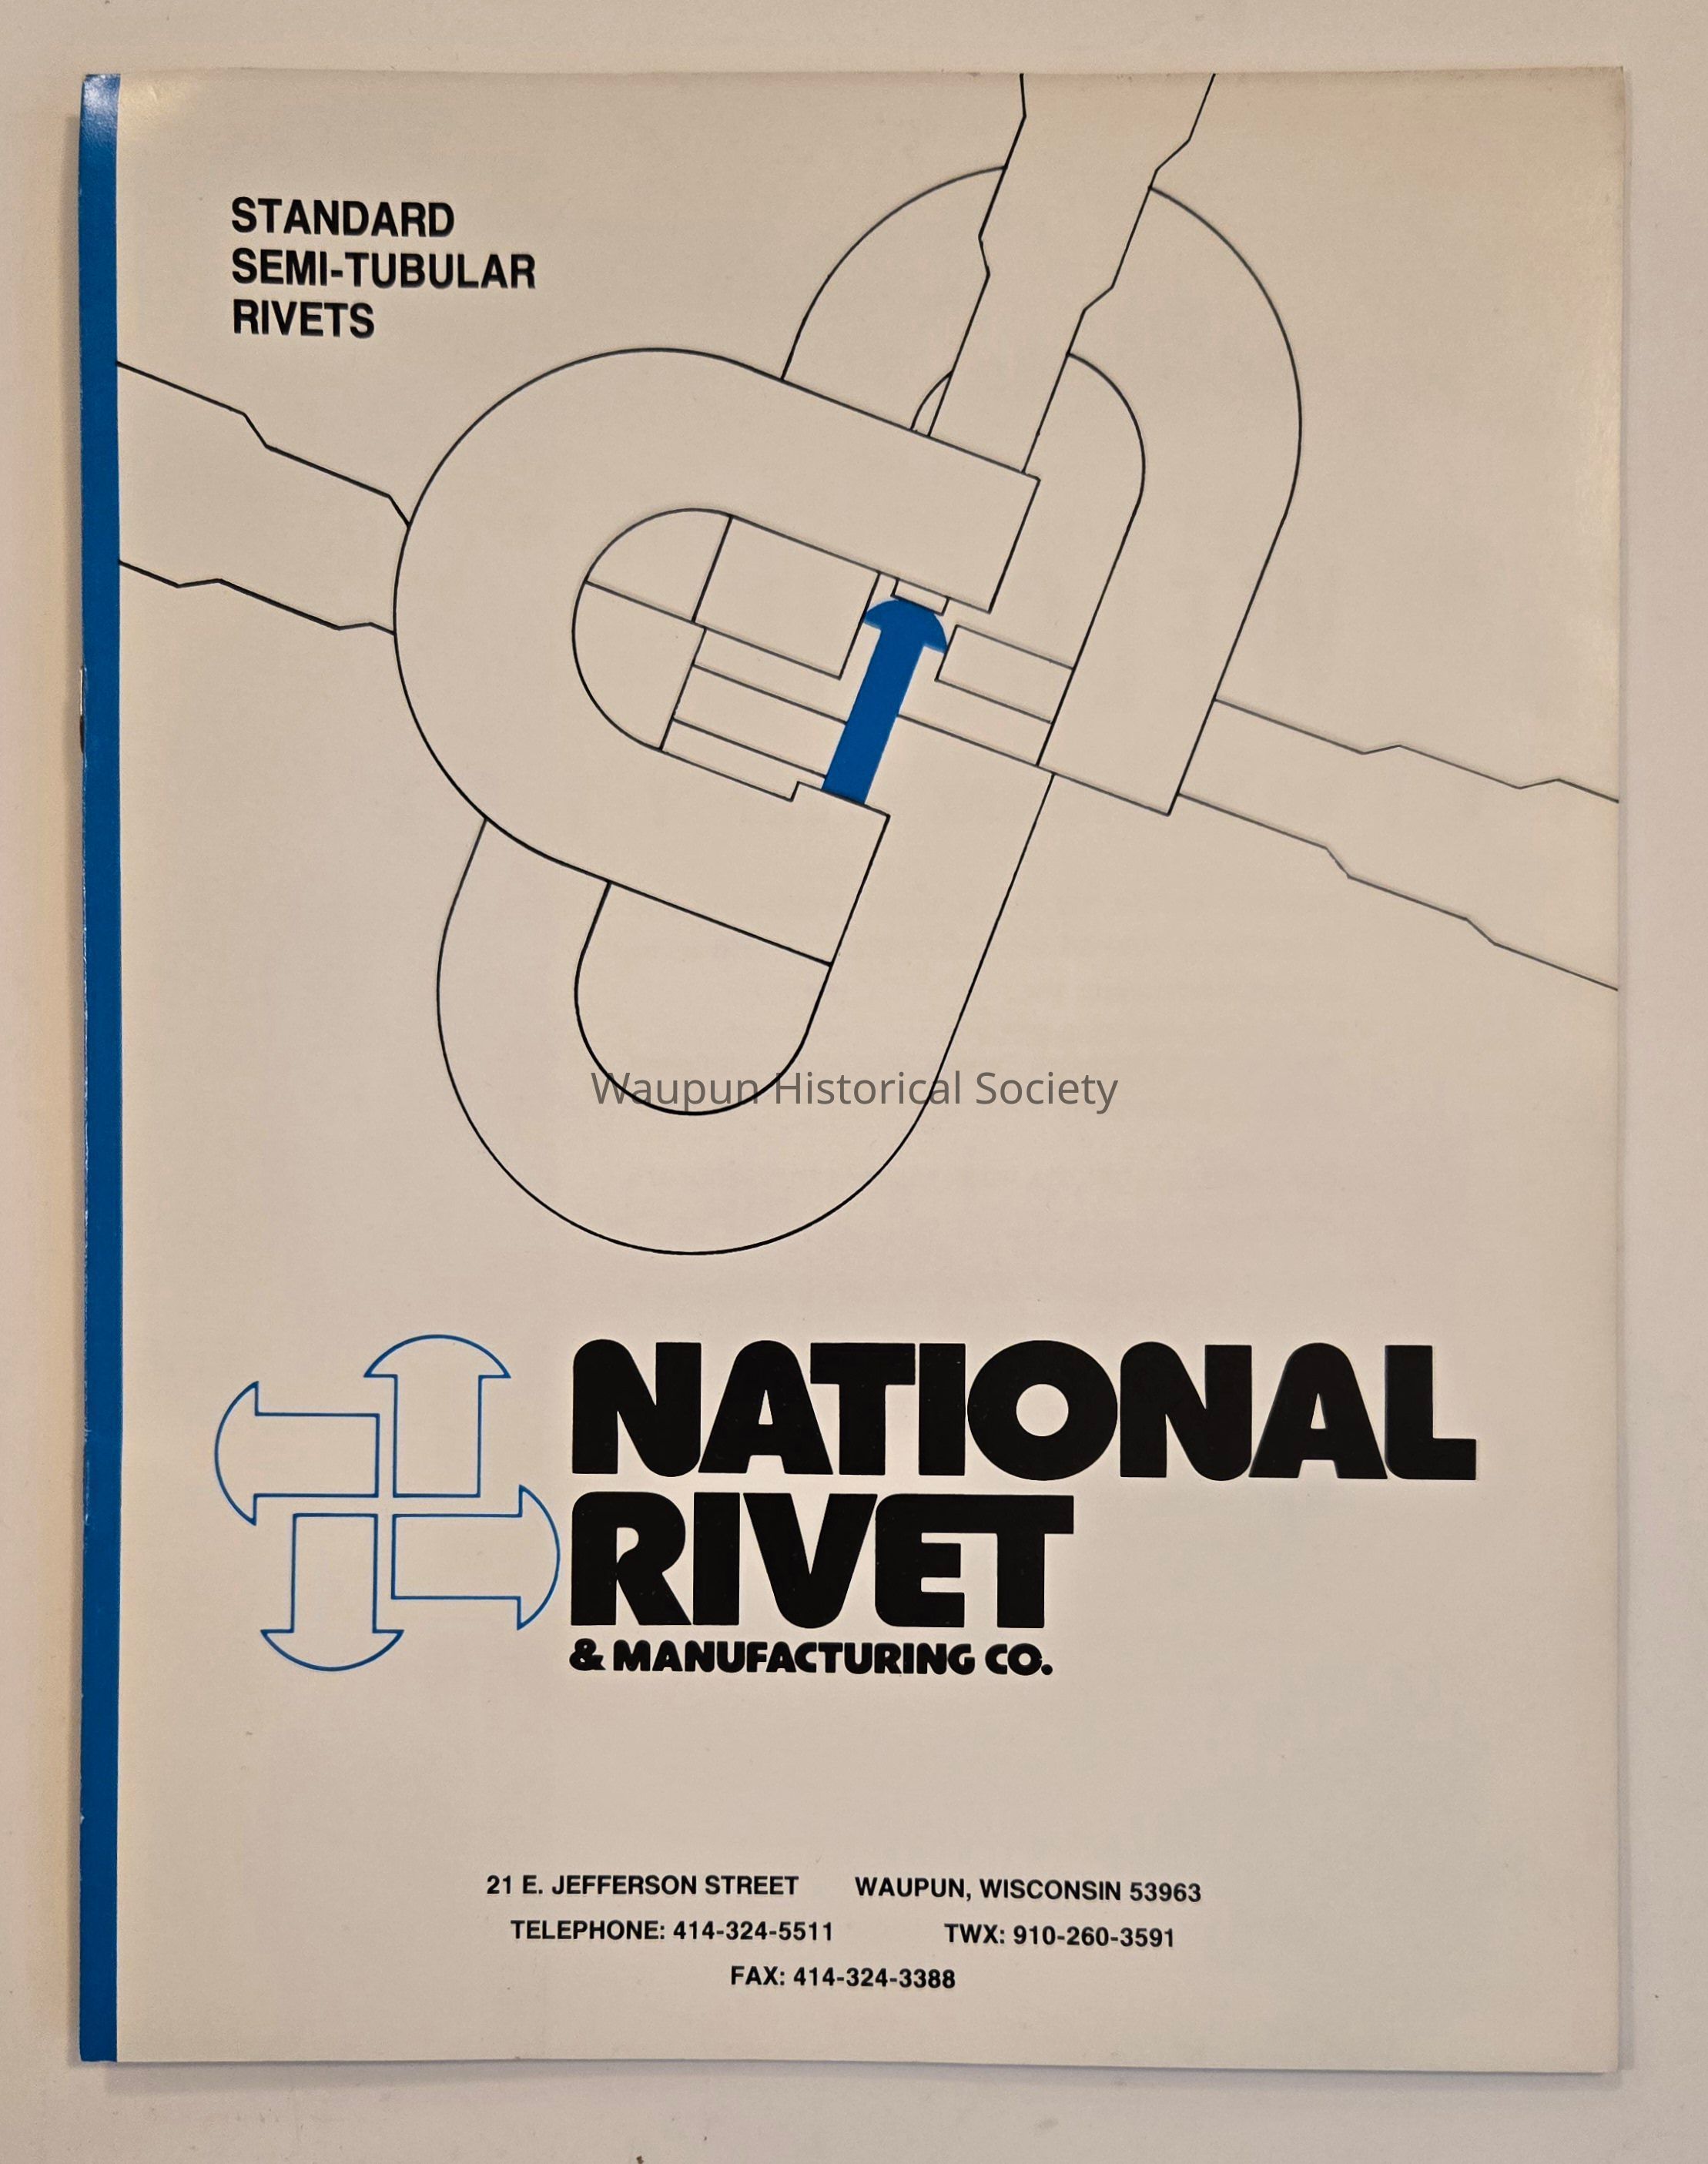 STANDARD
SEMI-TUBULAR
RIVETS
Waupun Historical Society
NATIONAL
RIVET
& MANUFACTURING CO.
21 E. JEFFERSON STREET WAUPUN, WISCONSIN 53963
TELEPHONE: 414-324-5511 TWX: 910-260-3591
FAX: 414-324-3388